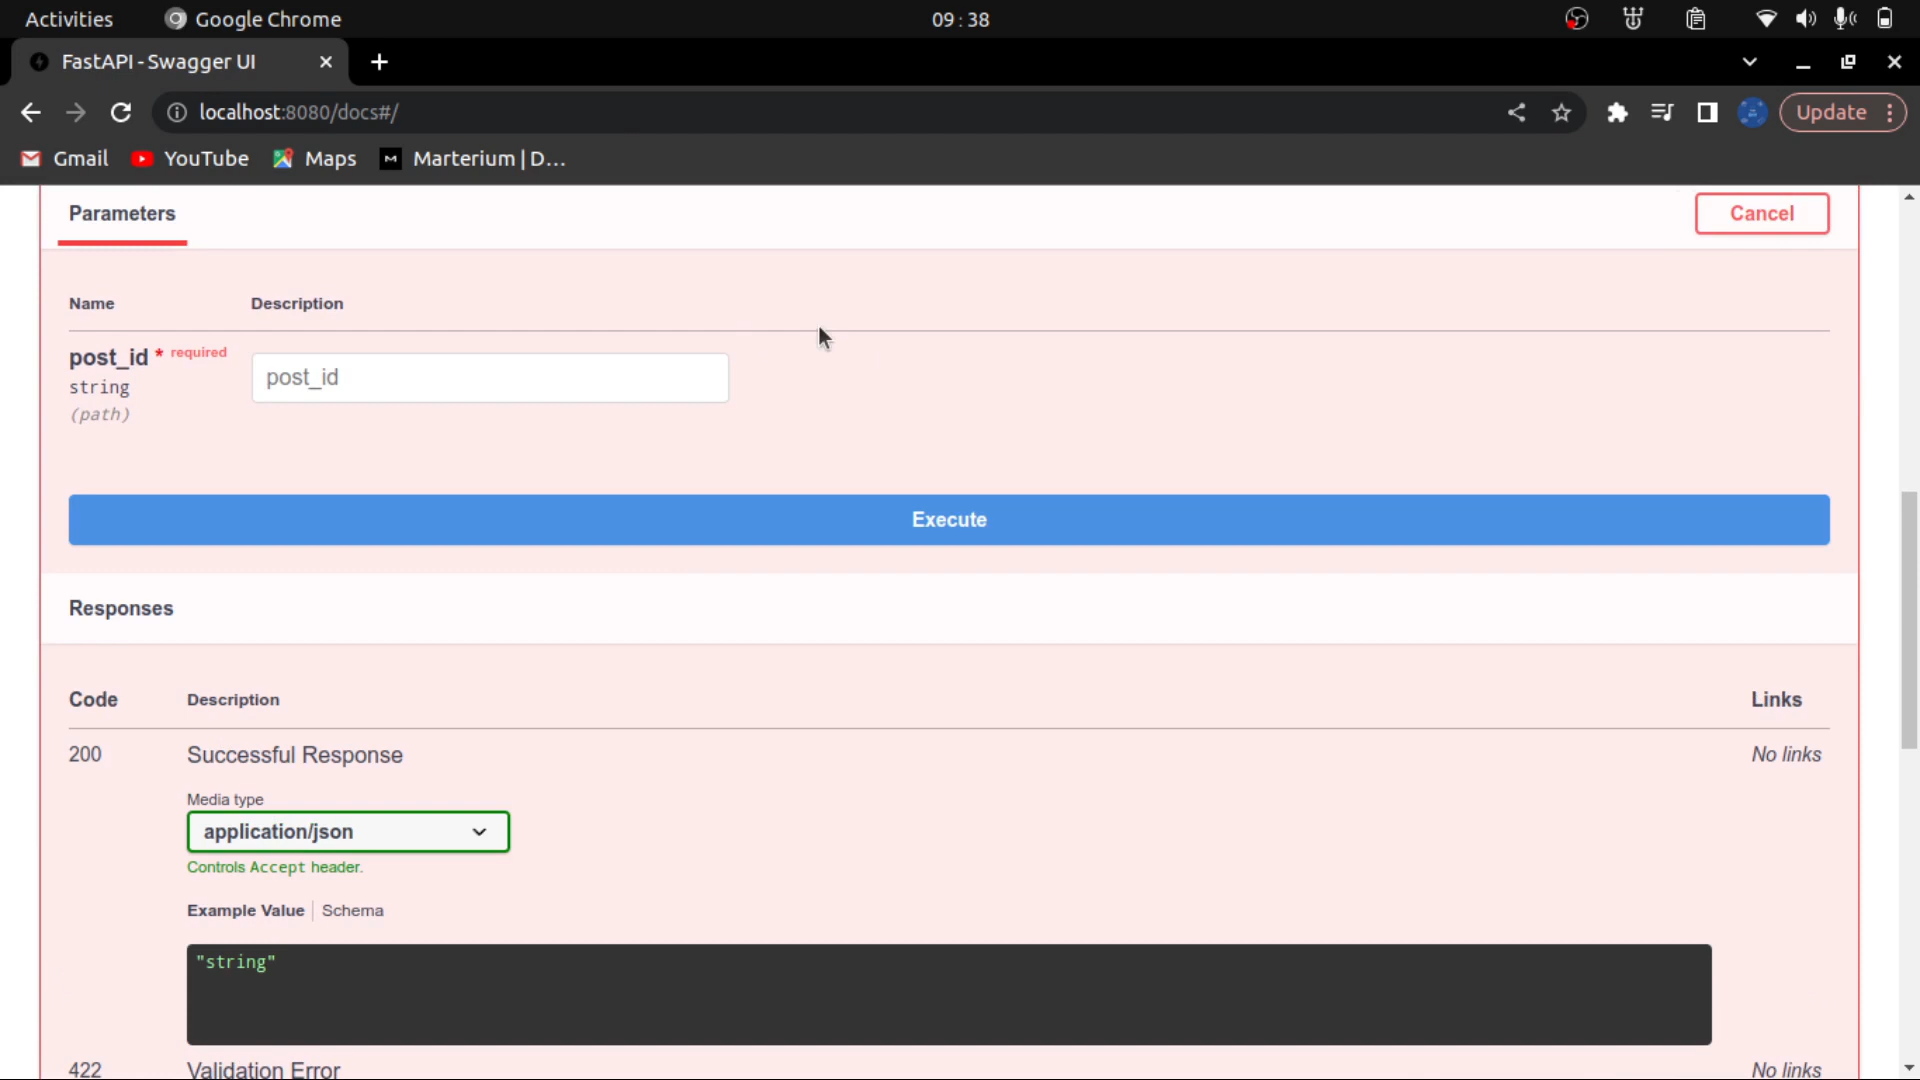 Activities Google Chrome 09:38
FastAPI - Swagger UI
localhost:8080/docs#/ Update
Gmail YouTube Maps Marterium | D...
Parameters Cancel
Name Description
post_id * required
post_id
string
(path)
Execute
Responses
Code Description Links
200 Successful Response No links
Media type
application/json
Controls Accept header.
Example Value Schema
"string"
422 Validation Error No links